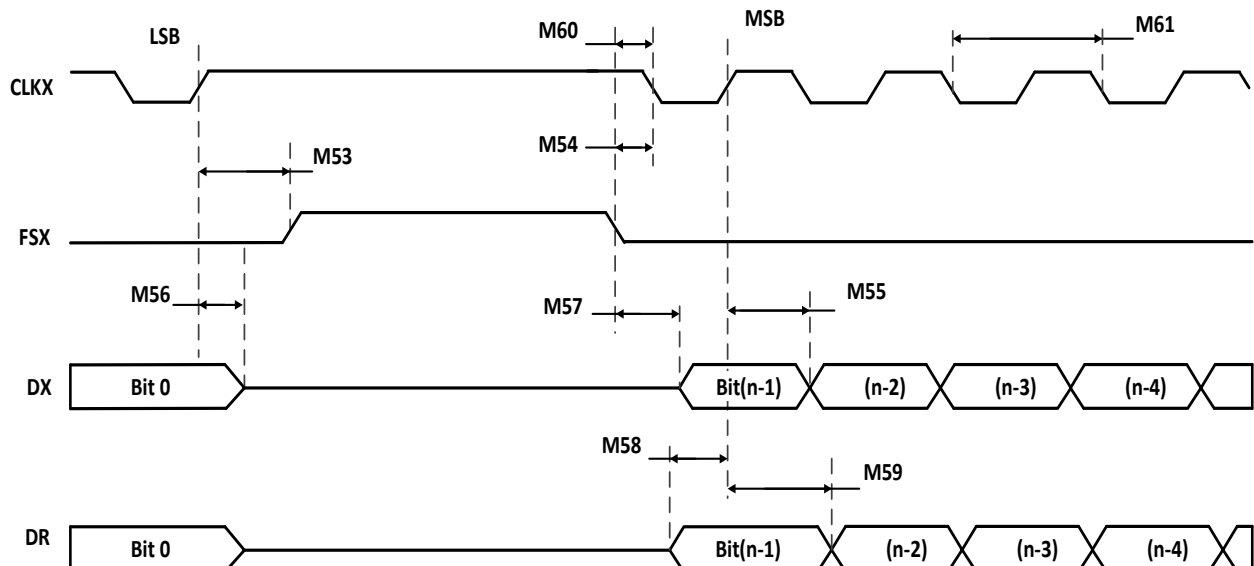 LSB
M60
MSB
M61
CLKX
M53
M54
FSX
M56
M57
M55
DX
Bit 0
Bit(n-1)
(n-2)
(n-3)
(n-4)
M58
M59
DR
Bit 0
Bit(n-1)
(n-2)
(n-3)
(n-4)